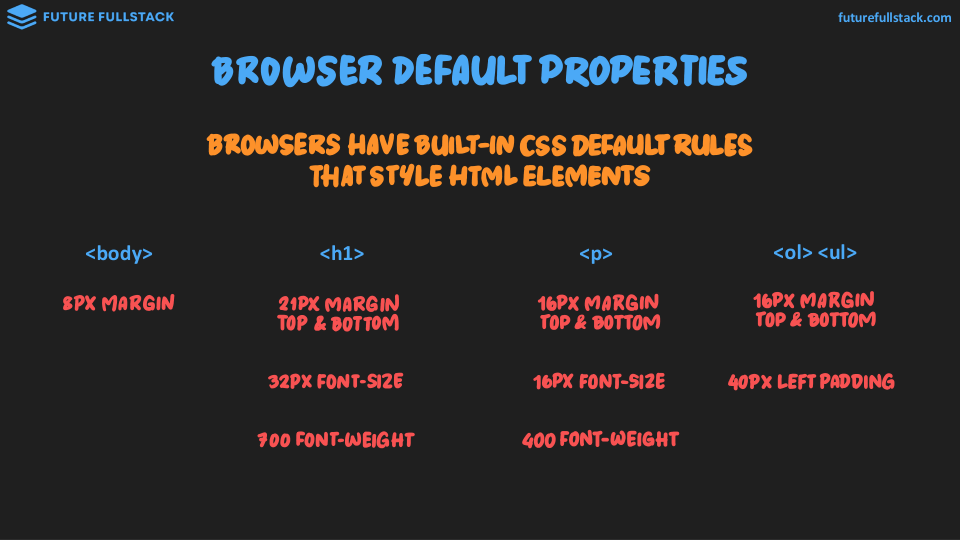 FUTURE FULLSTACK
futurefullstack.com
BROWSER DEFAULT PROPERTIES
BROWSERS HAVE BUILT-IN CSS DEFAULT RULES
THAT STYLE HTML ELEMENTS
<body>
8PX MARGIN
<h1>
21PX MARGIN
TOP & BOTTOM
32PX FONT-SIZE
700 FONT-WEIGHT
<p>
16PX MARGIN
TOP & BOTTOM
16PX FONT-SIZE
400 FONT-WEIGHT
<ol> <ul>
16PX MARGIN
TOP & BOTTOM
40PX LEFT PADDING